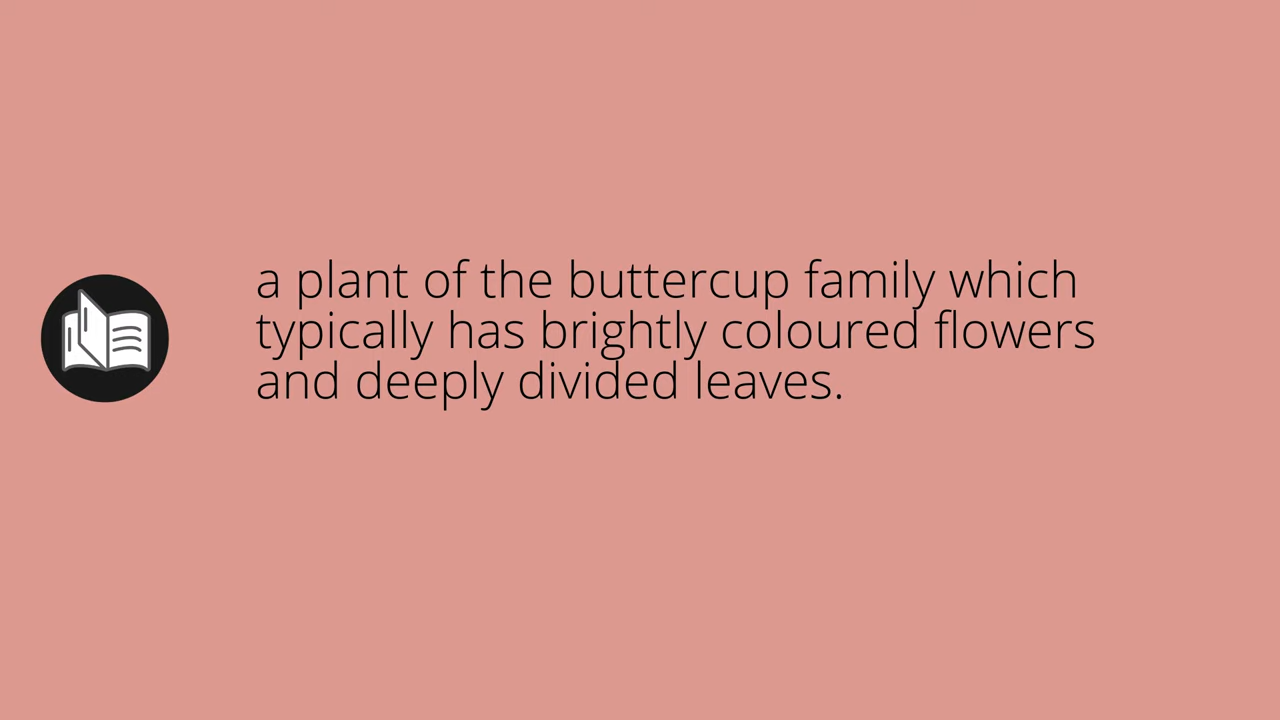 a plant of the buttercup family which
typically has brightly coloured flowers
and deeply divided leaves.